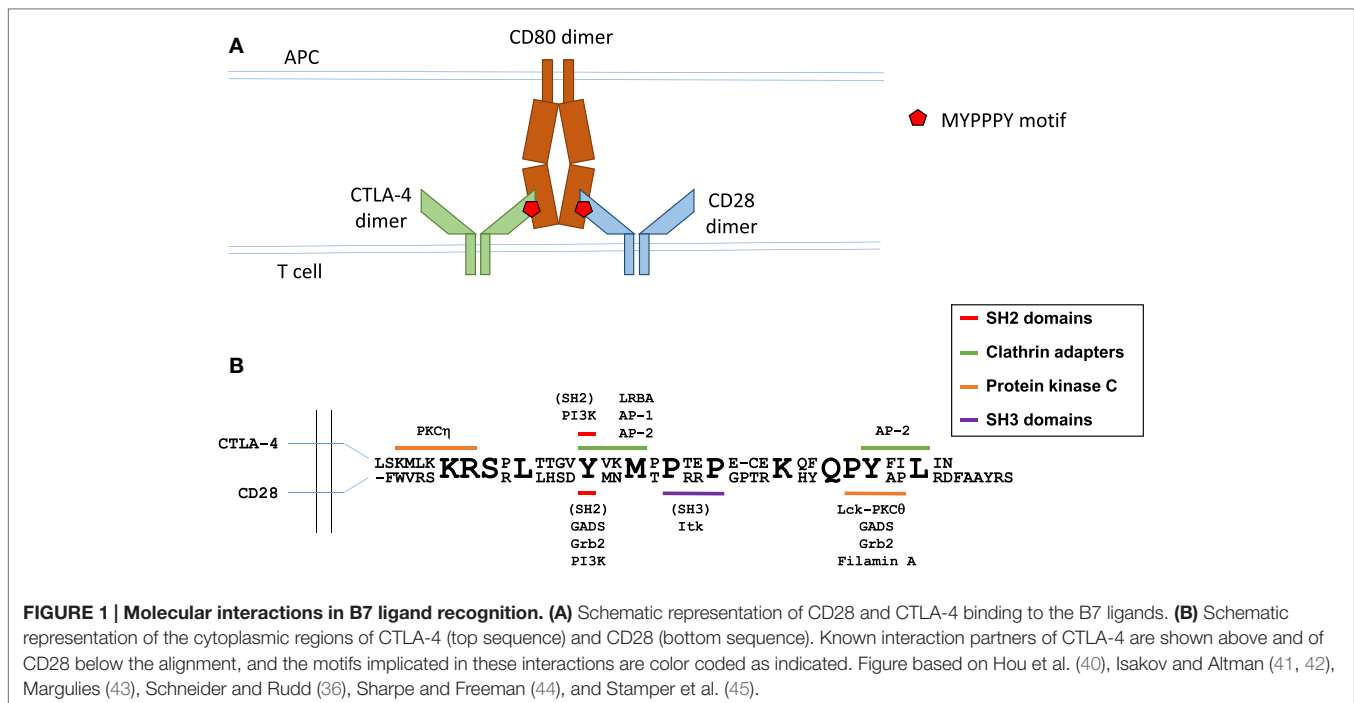 A
CD80 dimer
APC
MYPPPY motif
CTLA-4
dimer
CD28
dimer
T cell
SH2 domains
Clathrin adapters
Protein kinase C
SH3 domains
B
(SH2) LRBA
PI3K AP-1
PKCη AP-2 AP-2
CTLA-4
LSKMLK KRS P L TTGV Y VK M P P TE P E-CE K QF QPY FI L IN
-FWVRS R LHSD MN T RR GPTR HY AP RDFAAYRS
CD28
(SH2) (SH3) Lck-PKCθ
GADS Itk GADS
Grb2 Grb2
PI3K Filamin A
FIGURE 1 | Molecular interactions in B7 ligand recognition. (A) Schematic representation of CD28 and CTLA-4 binding to the B7 ligands. (B) Schematic
representation of the cytoplasmic regions of CTLA-4 (top sequence) and CD28 (bottom sequence). Known interaction partners of CTLA-4 are shown above and of
CD28 below the alignment, and the motifs implicated in these interactions are color coded as indicated. Figure based on Hou et al. (40), Isakov and Altman (41, 42),
Margulies (43), Schneider and Rudd (36), Sharpe and Freeman (44), and Stamper et al. (45).